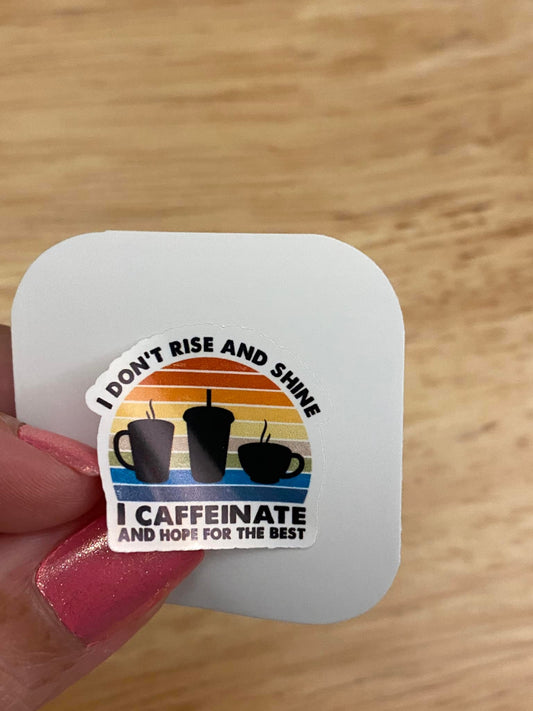 I DON'T RISE AND SHINE
I CAFFEINATE
AND HOPE FOR THE BEST